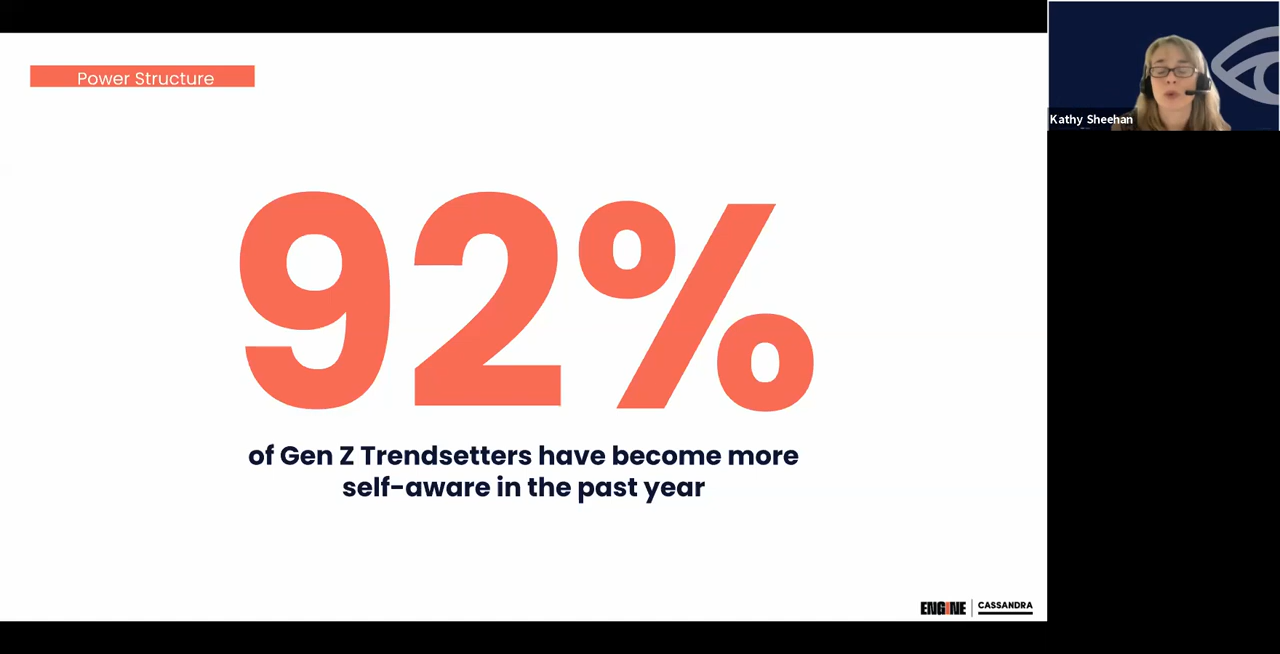 Power Structure
Kathy Sheehan
92%
of Gen Z Trendsetters have become more
self-aware in the past year
ENGINE | CASSANDRA